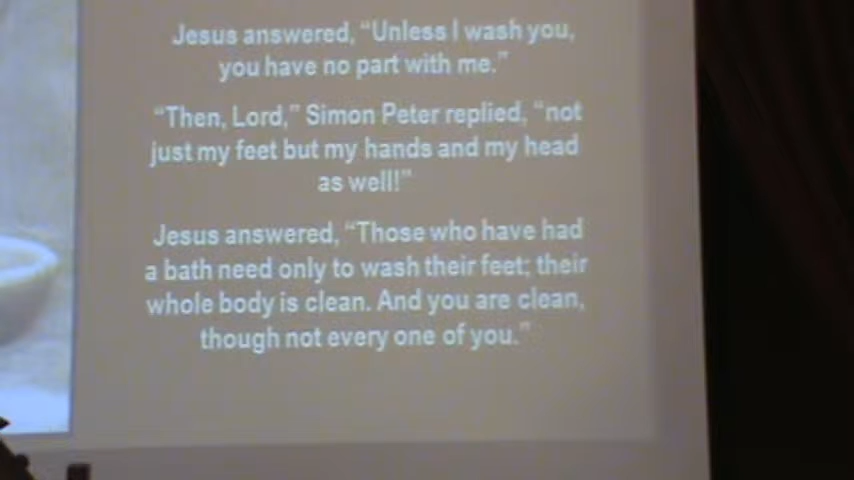 Jesus answered, “Unless I wash you,
you have no part with me.”
“Then, Lord,” Simon Peter replied, “not
just my feet but my hands and my head
as well!”
Jesus answered, “Those who have had
a bath need only to wash their feet; their
whole body is clean. And you are clean,
though not every one of you.”